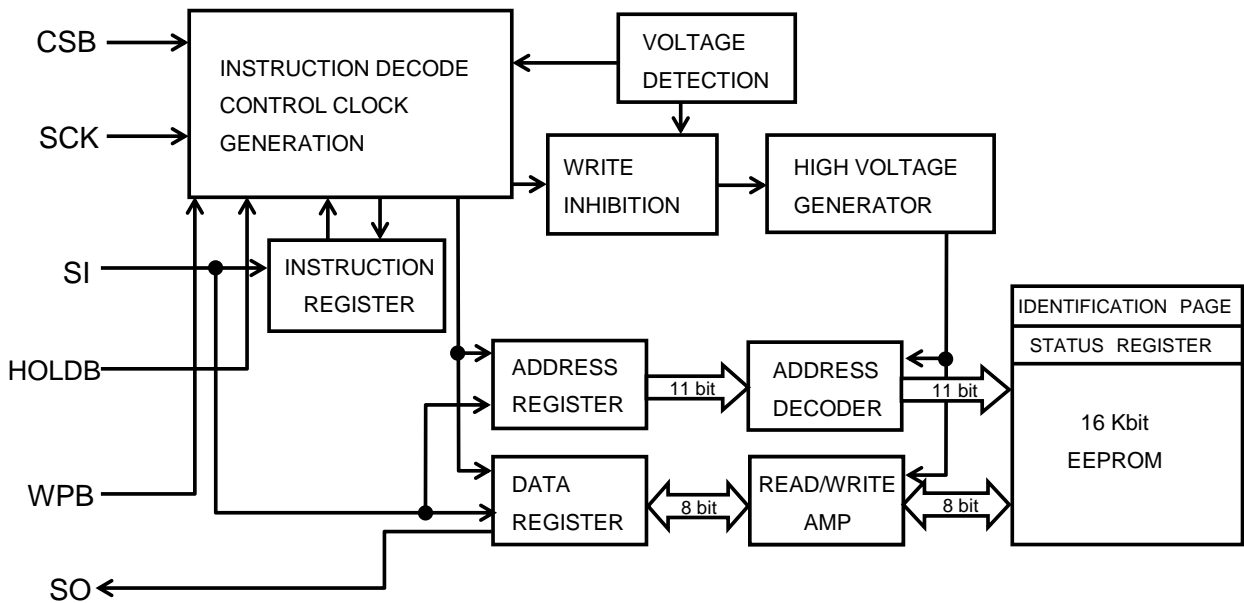 CSB
SCK
INSTRUCTION DECODE
CONTROL CLOCK
GENERATION
VOLTAGE
DETECTION
WRITE
INHIBITION
HIGH VOLTAGE
GENERATOR
SI
INSTRUCTION
REGISTER
HOLDB
ADDRESS
REGISTER
11 bit
ADDRESS
DECODER
11 bit
IDENTIFICATION PAGE
STATUS REGISTER
16 Kbit
EEPROM
WPB
DATA
REGISTER
8 bit
READ/WRITE
AMP
8 bit
SO